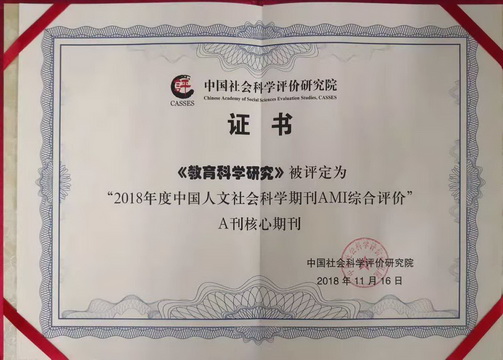 中国社会科学评价研究院
Chinese Academy of Social Sciences Evaluation Studies, CASSES
CASSES
证书
《教育科学研究》被评定为
“2018年度中国人文社会科学期刊AMI综合评价”
A刊核心期刊
中国社会科学评价研究院
2018年11月16日